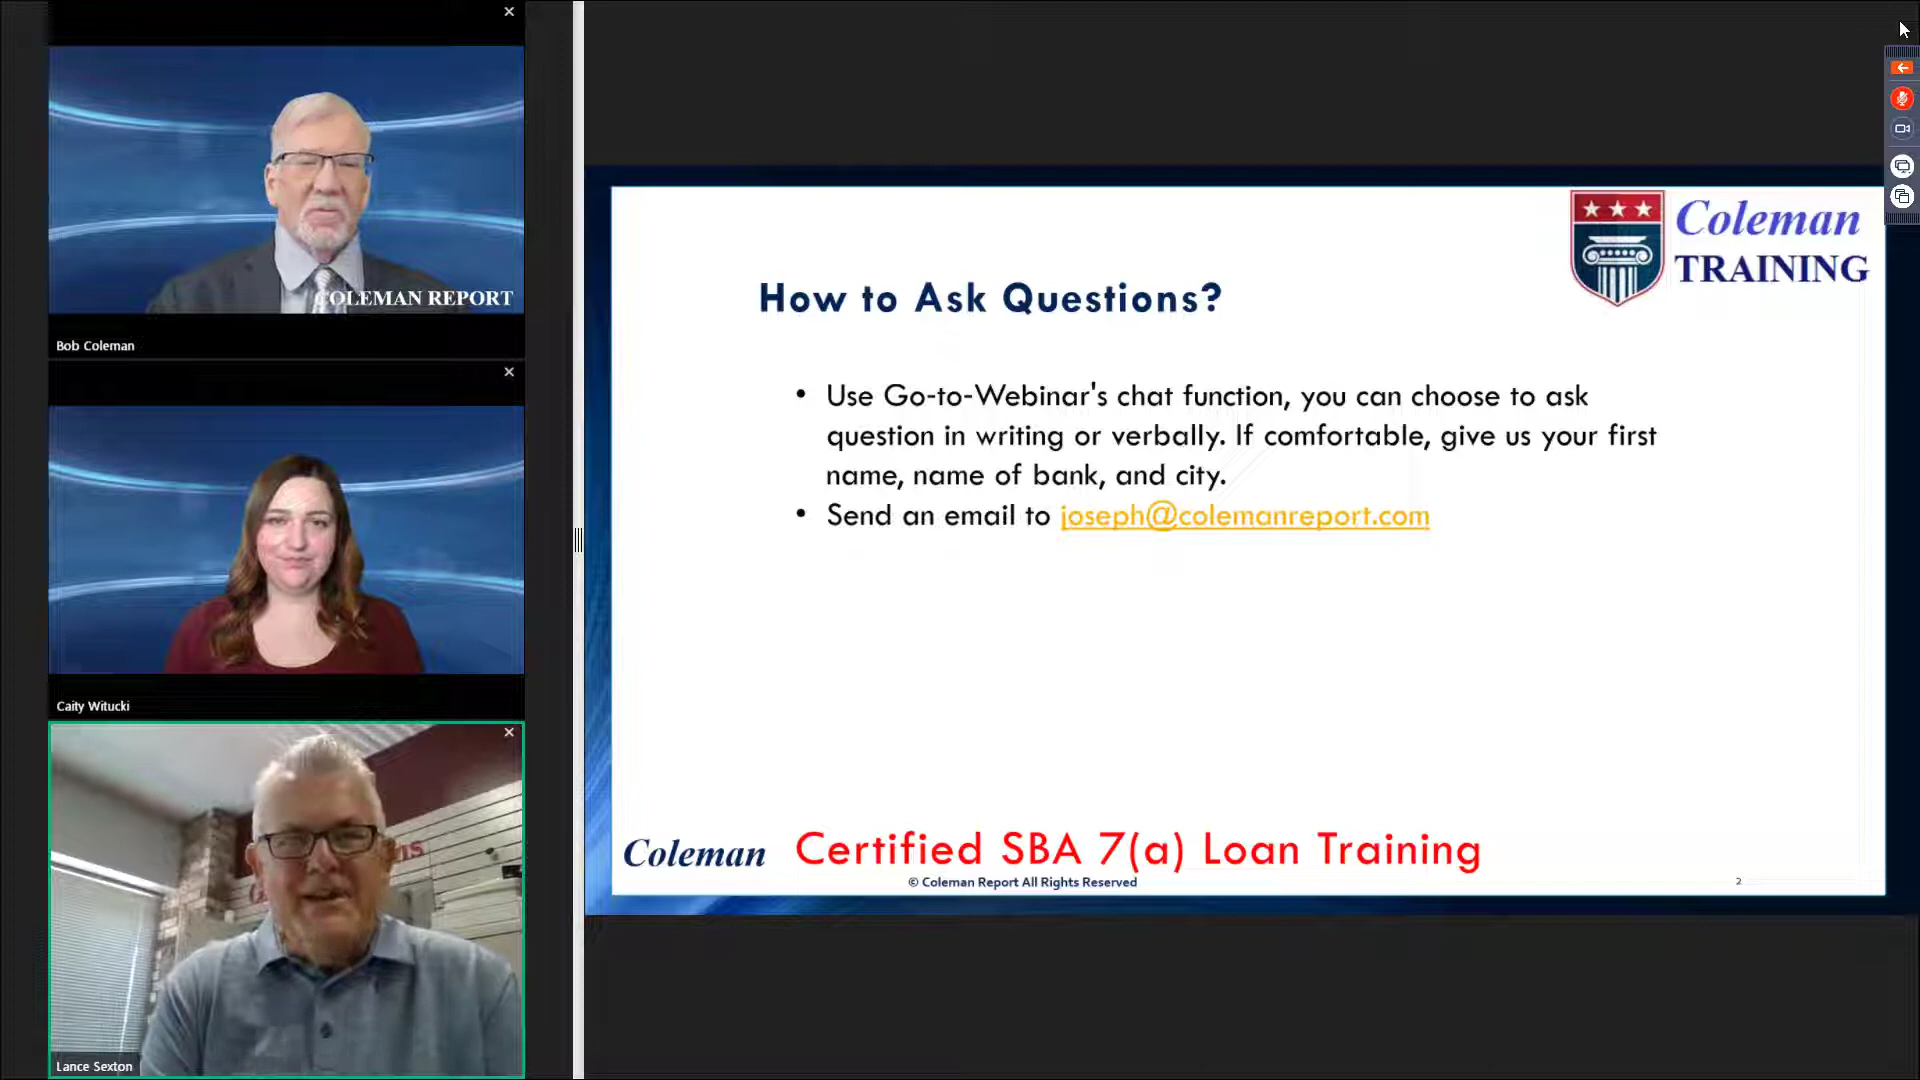 COLEMAN REPORT
Bob Coleman
Caity Witucki
Lance Sexton
Coleman
TRAINING
How to Ask Questions?
• Use Go-to-Webinar's chat function, you can choose to ask
question in writing or verbally. If comfortable, give us your first
name, name of bank, and city.
• Send an email to joseph@colemanreport.com
Coleman Certified SBA 7(a) Loan Training
© Coleman Report All Rights Reserved
2